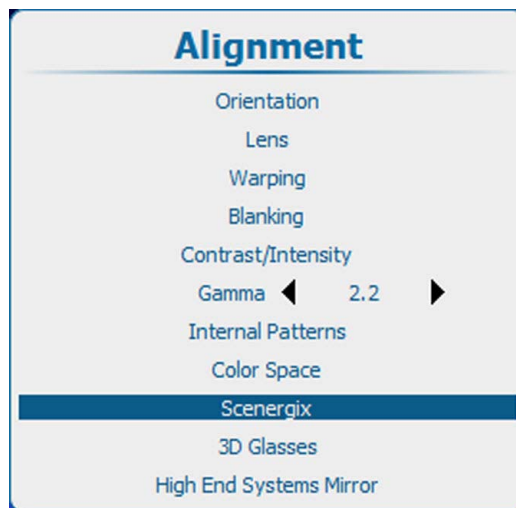 Alignment
Orientation
Lens
Warping
Blanking
Contrast/Intensity
Gamma 2.2
Internal Patterns
Color Space
Scenergix
3D Glasses
High End Systems Mirror